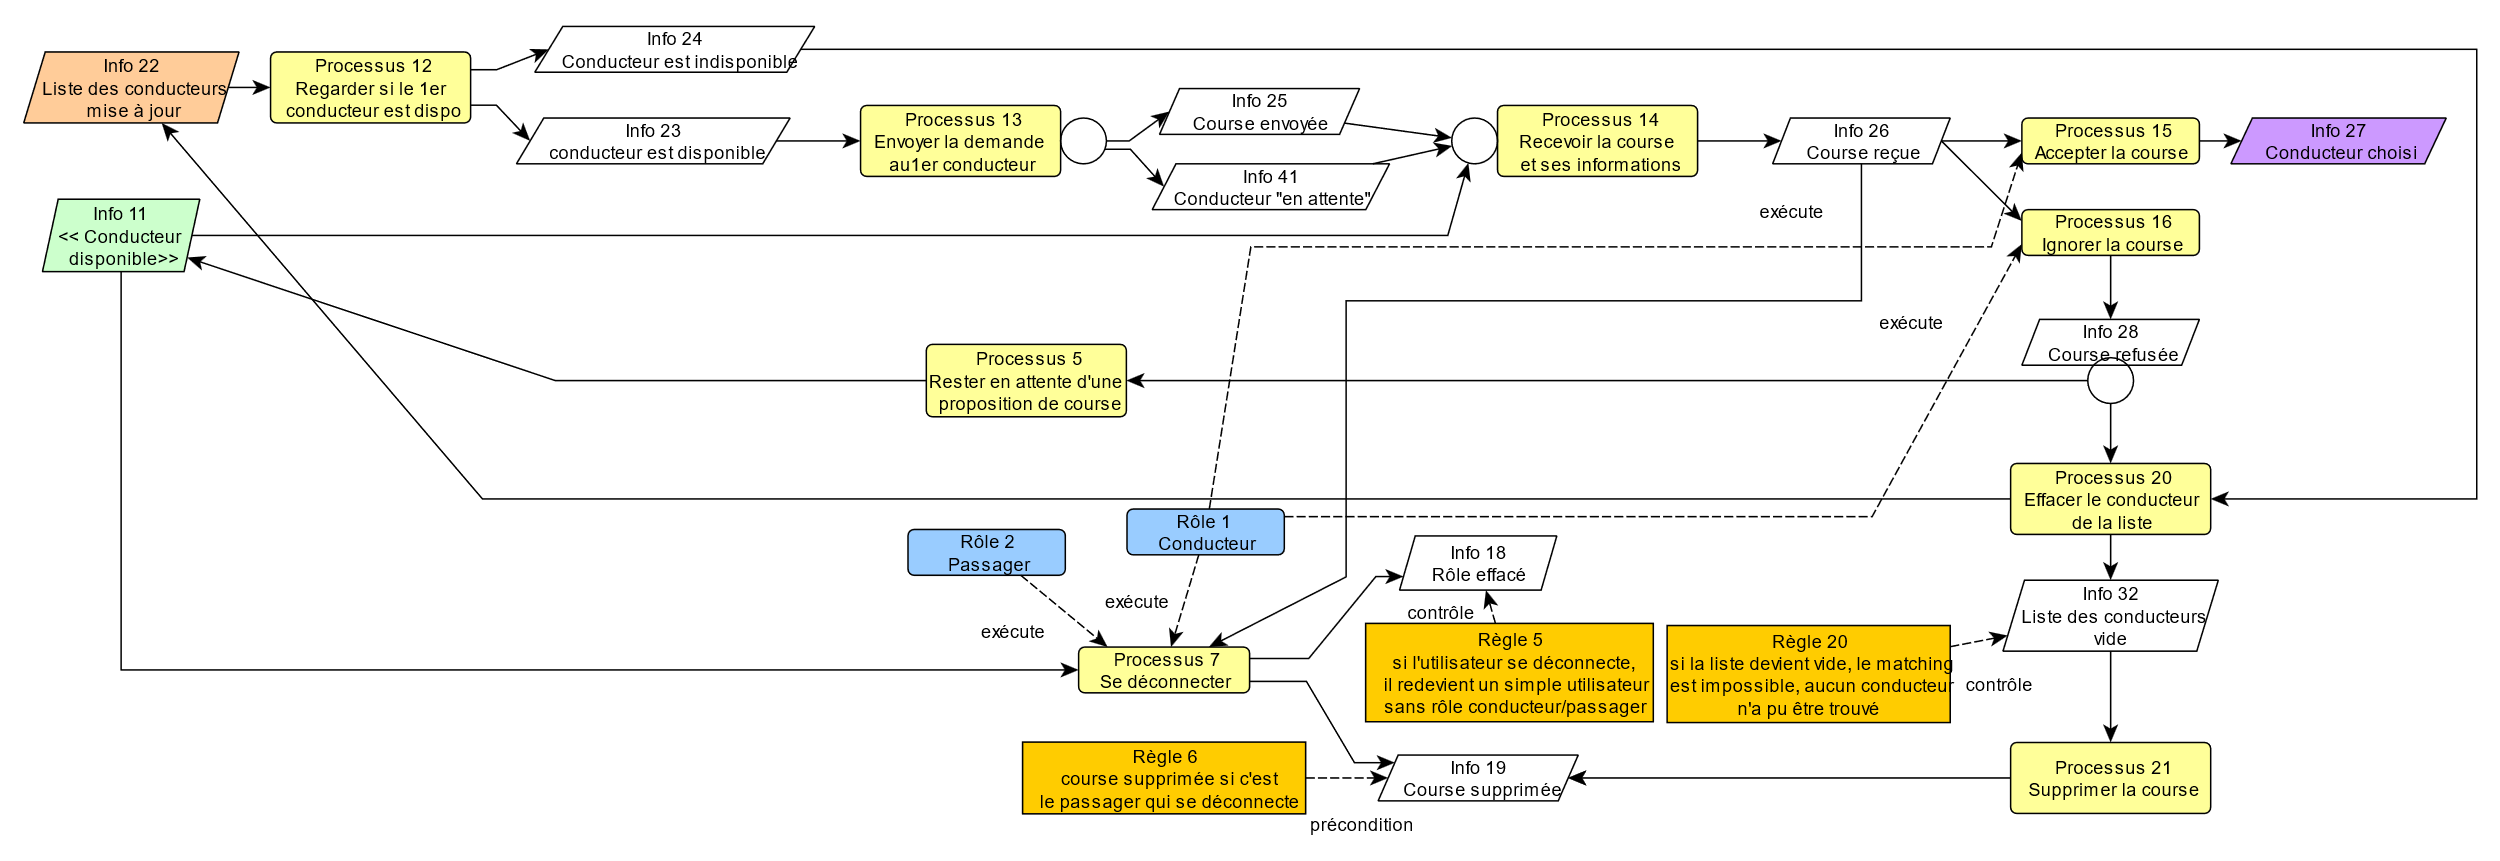 Info 24
Conducteur est indisponible
Info 22
Liste des conducteurs
mise à jour
Processus 12
Regarder si le 1er
conducteur est dispo
Info 23
conducteur est disponible
Processus 13
Envoyer la demande
au1er conducteur
Info 25
Course envoyée
Info 41
Conducteur "en attente"
Processus 14
Recevoir la course
et ses informations
Info 26
Course reçue
Processus 15
Accepter la course
Info 27
Conducteur choisi
Info 11
<< Conducteur
disponible>>
exécute
Processus 16
Ignorer la course
exécute
Info 28
Course refusée
Processus 5
Rester en attente d'une
proposition de course
Processus 20
Effacer le conducteur
de la liste
Rôle 2
Passager
Rôle 1
Conducteur
Info 18
Rôle effacé
exécute
exécute
contrôle
Info 32
Liste des conducteurs
vide
Processus 7
Se déconnecter
Règle 5
si l'utilisateur se déconnecte,
il redevient un simple utilisateur
sans rôle conducteur/passager
Règle 20
si la liste devient vide, le matching
est impossible, aucun conducteur
n'a pu être trouvé
contrôle
Règle 6
course supprimée si c'est
le passager qui se déconnecte
précondition
Info 19
Course supprimée
Processus 21
Supprimer la course